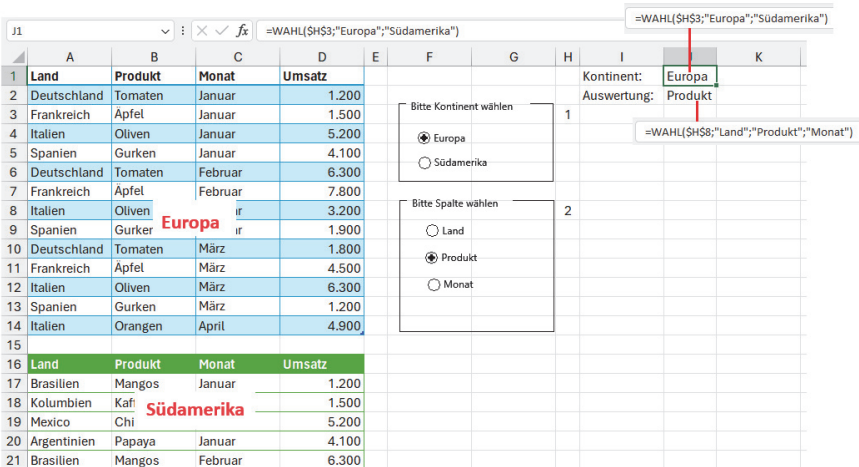 =WAHL($H$3;"Europa";"Südamerika")
J1 fx =WAHL($H$3;"Europa";"Südamerika")
A B C D E F G H I J K
1 Land Produkt Monat Umsatz Kontinent: Europa
2 Deutschland Tomaten Januar 1.200 Auswertung: Produkt
Bitte Kontinent wählen
3 Frankreich Äpfel Januar 1.500 1
4 Italien Oliven Januar 5.200 Europa =WAHL($H$8;"Land";"Produkt";"Monat")
5 Spanien Gurken Januar 4.100 Südamerika
6 Deutschland Tomaten Februar 6.300
7 Frankreich Äpfel Februar 7.800
Bitte Spalte wählen
8 Italien Oliven 3.200 2
Europa
9 Spanien 1.900 Land
10 Deutschland Tomaten März 1.800 Produkt
11 Frankreich Äpfel März 4.500
12 Italien Oliven März 6.300 Monat
13 Spanien Gurken März 1.200
14 Italien Orangen April 4.900
15
16 Land Produkt Monat Umsatz
17 Brasilien Mangos Januar 1.200
18 Kolumbien 1.500
Südamerika
19 Mexico 5.200
20 Argentinien Papaya Januar 4.100
21 Brasilien Mangos Februar 6.300